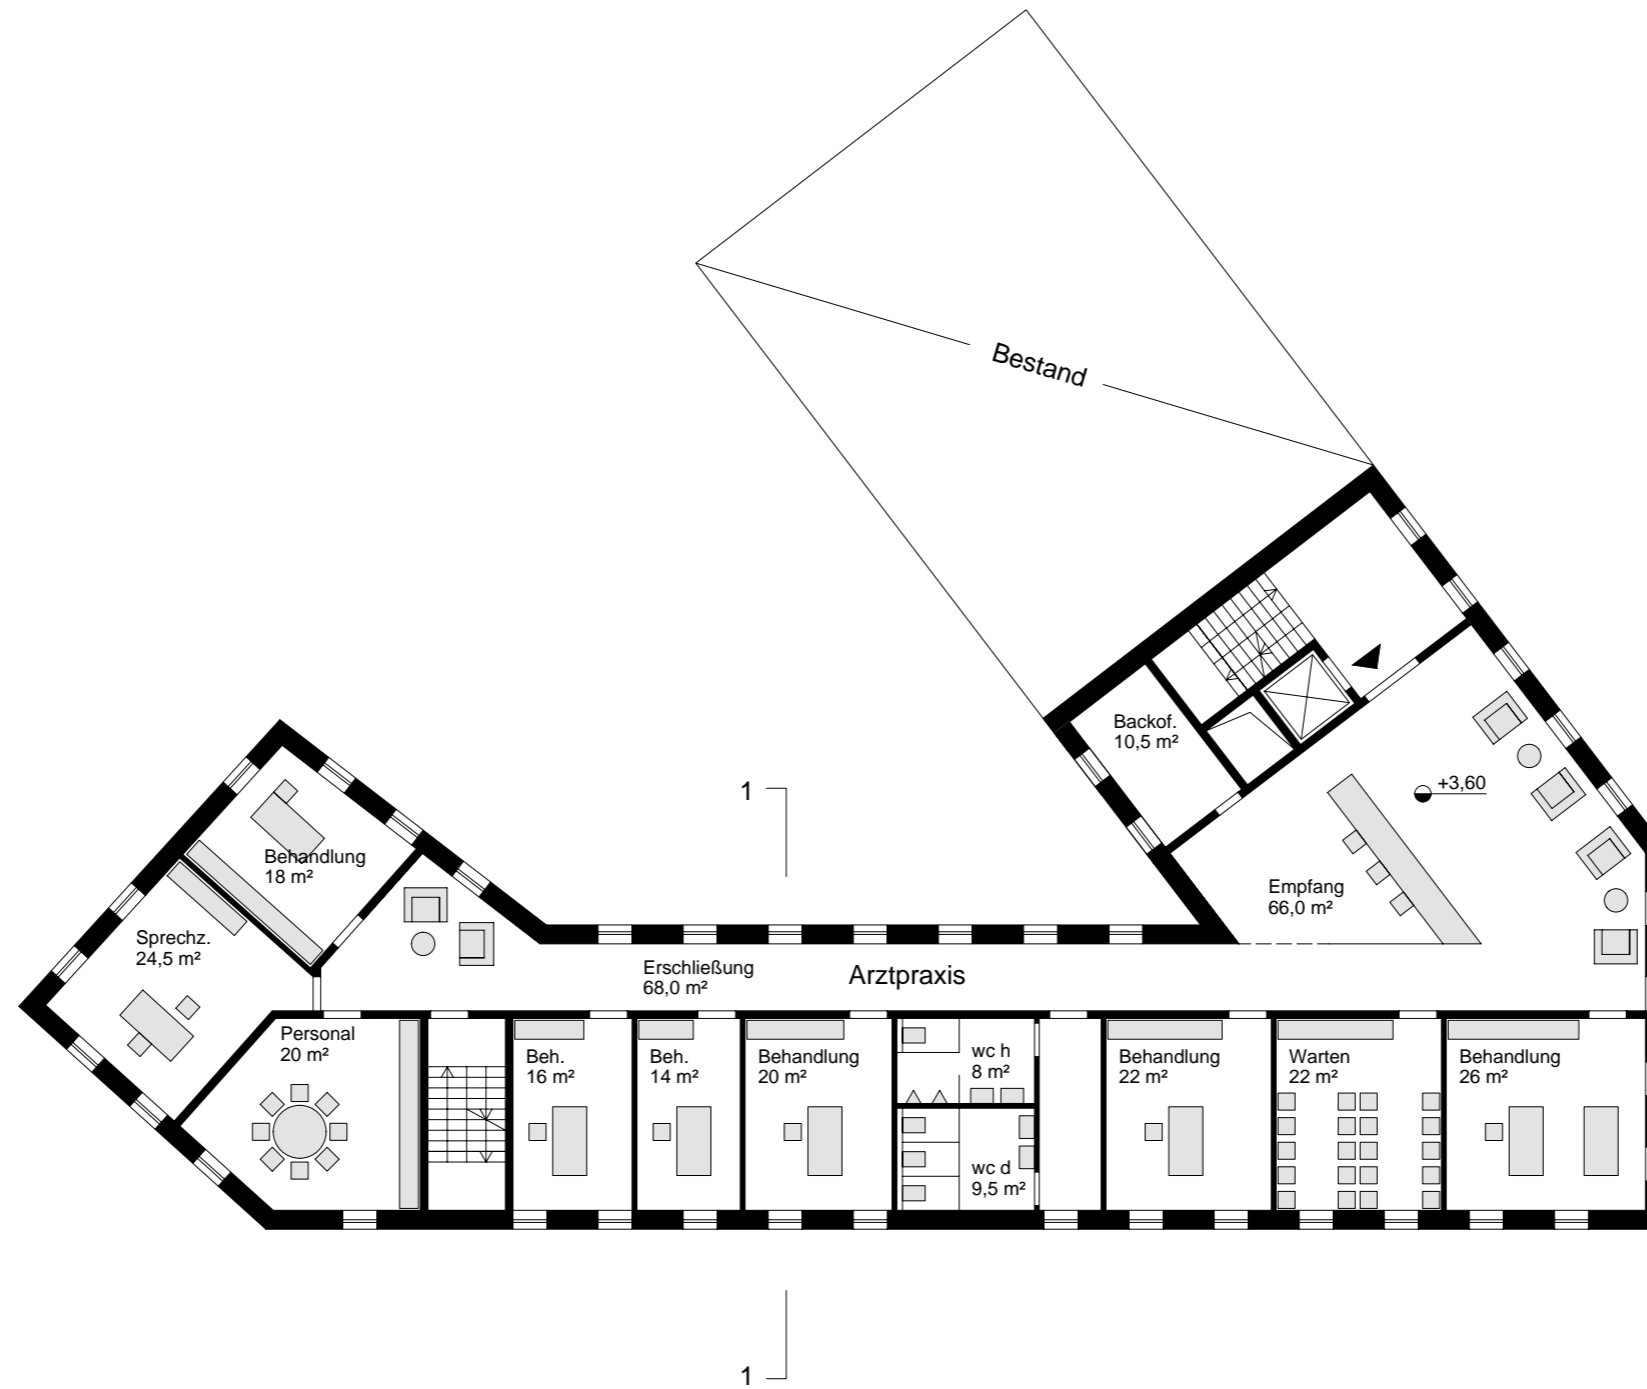 Bestand
Backof.
10,5 m²
+3,60
1
Behandlung
18 m²
Empfang
66,0 m²
Sprechz.
24,5 m²
Erschließung
68,0 m²
Arztpraxis
Personal
20 m²
Beh.
16 m²
Beh.
14 m²
Behandlung
20 m²
wc h
8 m²
wc d
9,5 m²
Behandlung
22 m²
Warten
22 m²
Behandlung
26 m²
1